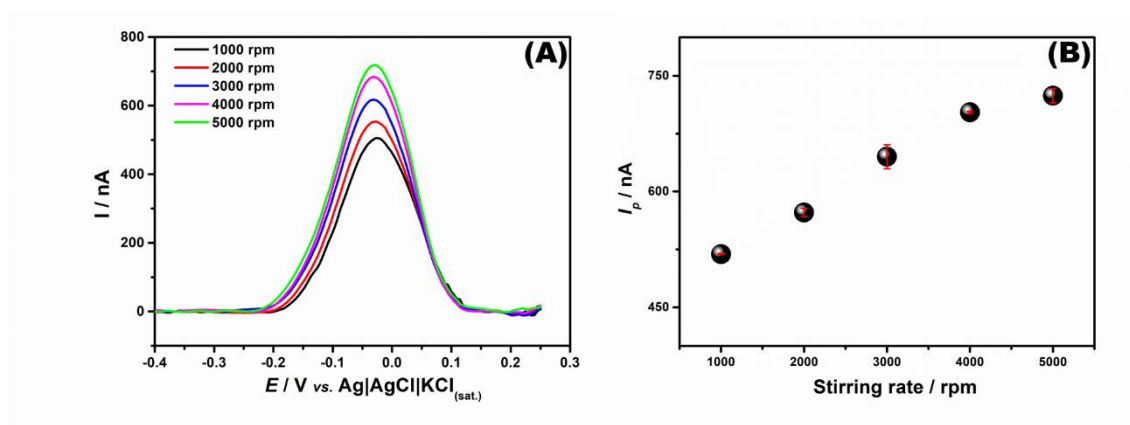 (A)
1000 rpm
2000 rpm
3000 rpm
4000 rpm
5000 rpm
800
600
400
200
0
I / nA
-0.4 -0.3 -0.2 -0.1 0.0 0.1 0.2 0.3
E / V vs. Ag|AgCl|KCl(sat.)
(B)
750
600
450
Ip / nA
1000 2000 3000 4000 5000
Stirring rate / rpm